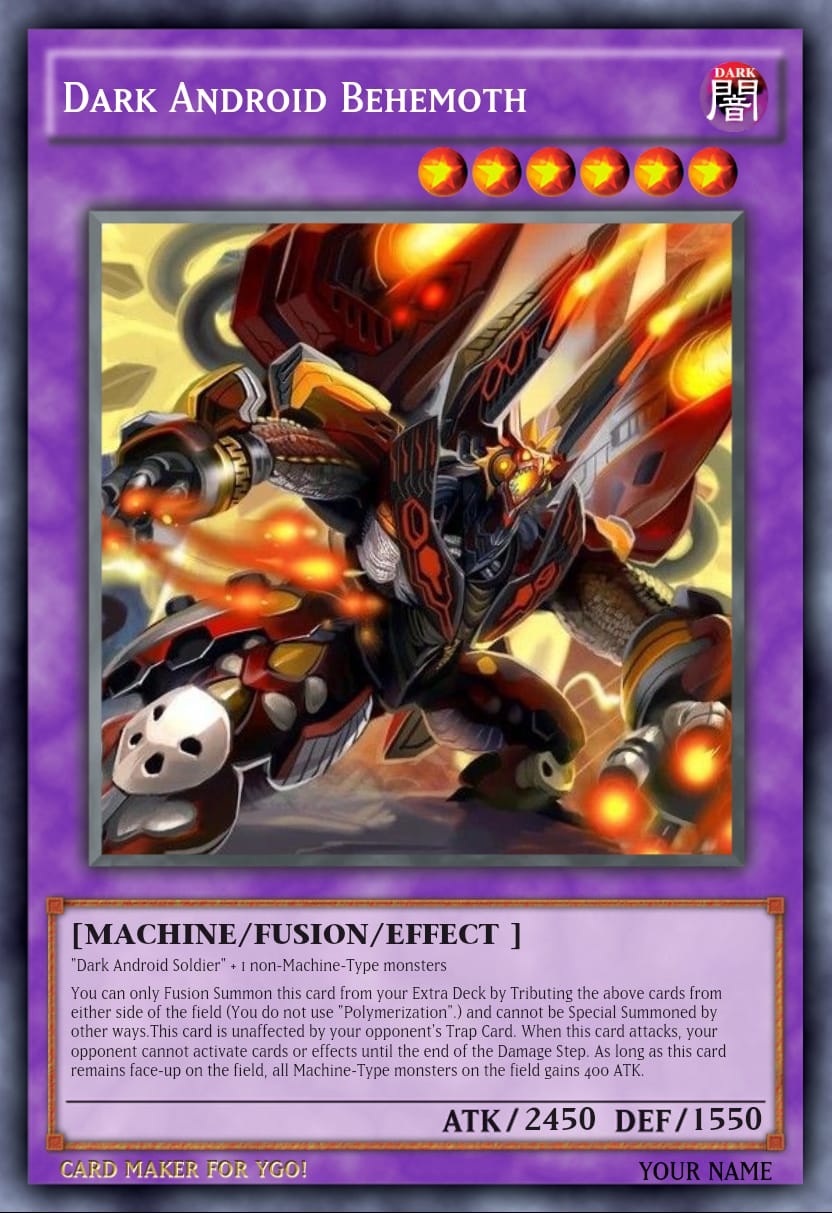 Dark Android Behemoth
DARK
闇
[MACHINE/FUSION/EFFECT ]
"Dark Android Soldier" + 1 non-Machine-Type monsters
You can only Fusion Summon this card from your Extra Deck by Tributing the above cards from
either side of the field (You do not use "Polymerization".) and cannot be Special Summoned by
other ways.This card is unaffected by your opponent's Trap Card. When this card attacks, your
opponent cannot activate cards or effects until the end of the Damage Step. As long as this card
remains face-up on the field, all Machine-Type monsters on the field gains 400 ATK.
ATK/2450 DEF/1550
CARD MAKER FOR YGO! YOUR NAME